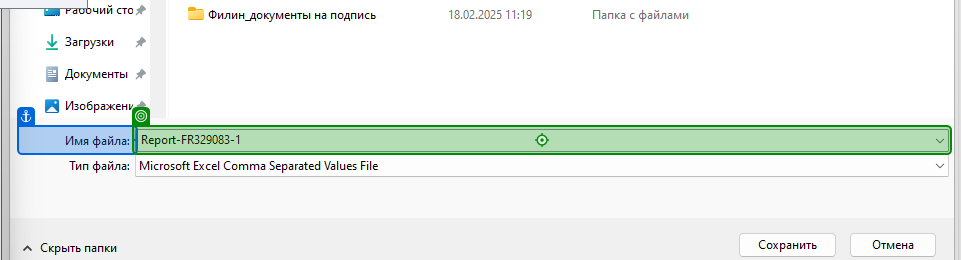 Рабочий сто
Филин_документы на подпись 18.02.2025 11:19 Папка с файлами
Загрузки
Документы
Изображени
Имя файла: Report-FR329083-1
Тип файла: Microsoft Excel Comma Separated Values File
Скрыть папки Сохранить Отмена